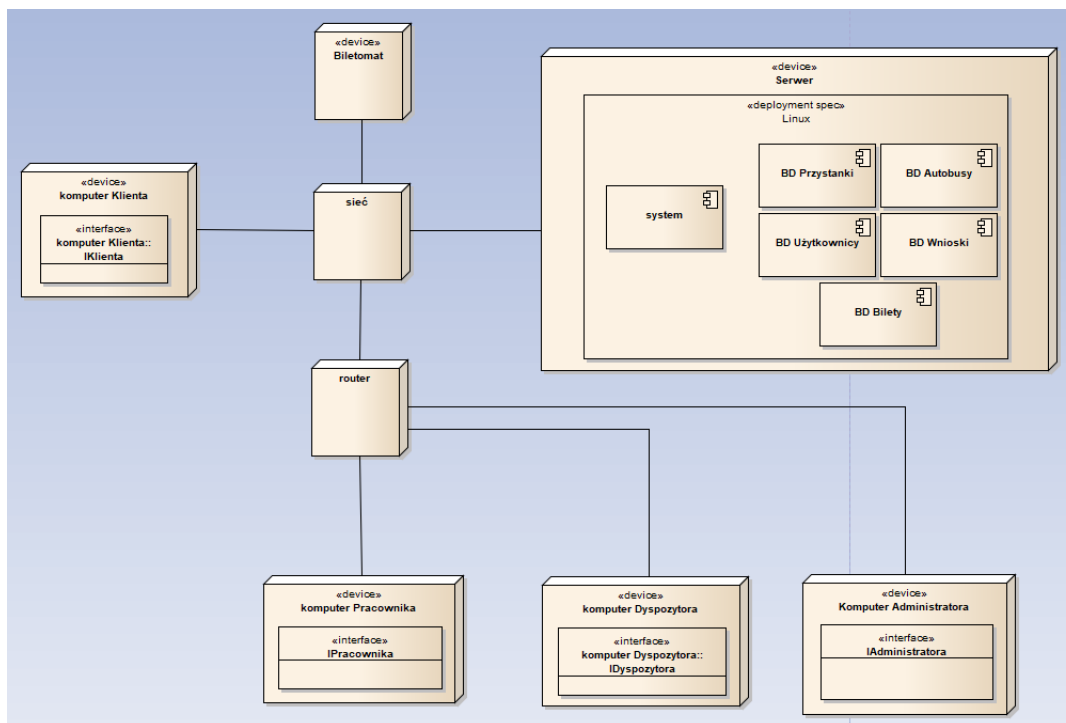 «device»
Biletomat
«device»
Serwer
«deployment spec»
Linux
system
BD Przystanki
BD Autobusy
BD Użytkownicy
BD Wnioski
BD Bilety
«device»
komputer Klienta
«interface»
komputer Klienta::
IKlienta
sieć
router
«device»
komputer Pracownika
«interface»
IPracownika
«device»
komputer Dyspozytora
«interface»
komputer Dyspozytora::
IDyspozytora
«device»
Komputer Administratora
«interface»
IAdministratora